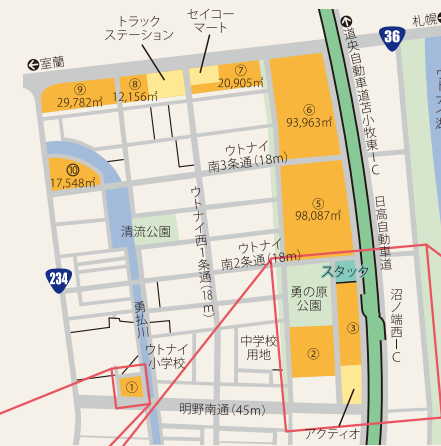 トラック
ステーション
セイコー
マート
札幌
36
室蘭
道央自動車道苫小牧東IC
⑨
29,782㎡
⑧
12,156㎡
⑦
20,905㎡
⑥
93,963㎡
ウトナイ
南3条通(18m)
⑩
17,548㎡
ウトナイ西1条通(18m)
⑤
98,087㎡
清流公園
日高自動車道
ウトナイ
南2条通(18m)
スタッケ
234
勇払川
勇の原
公園
沼ノ端西IC
③
中学校
用地
②
ウトナイ
小学校
①
明野南通(45m)
アクティオ